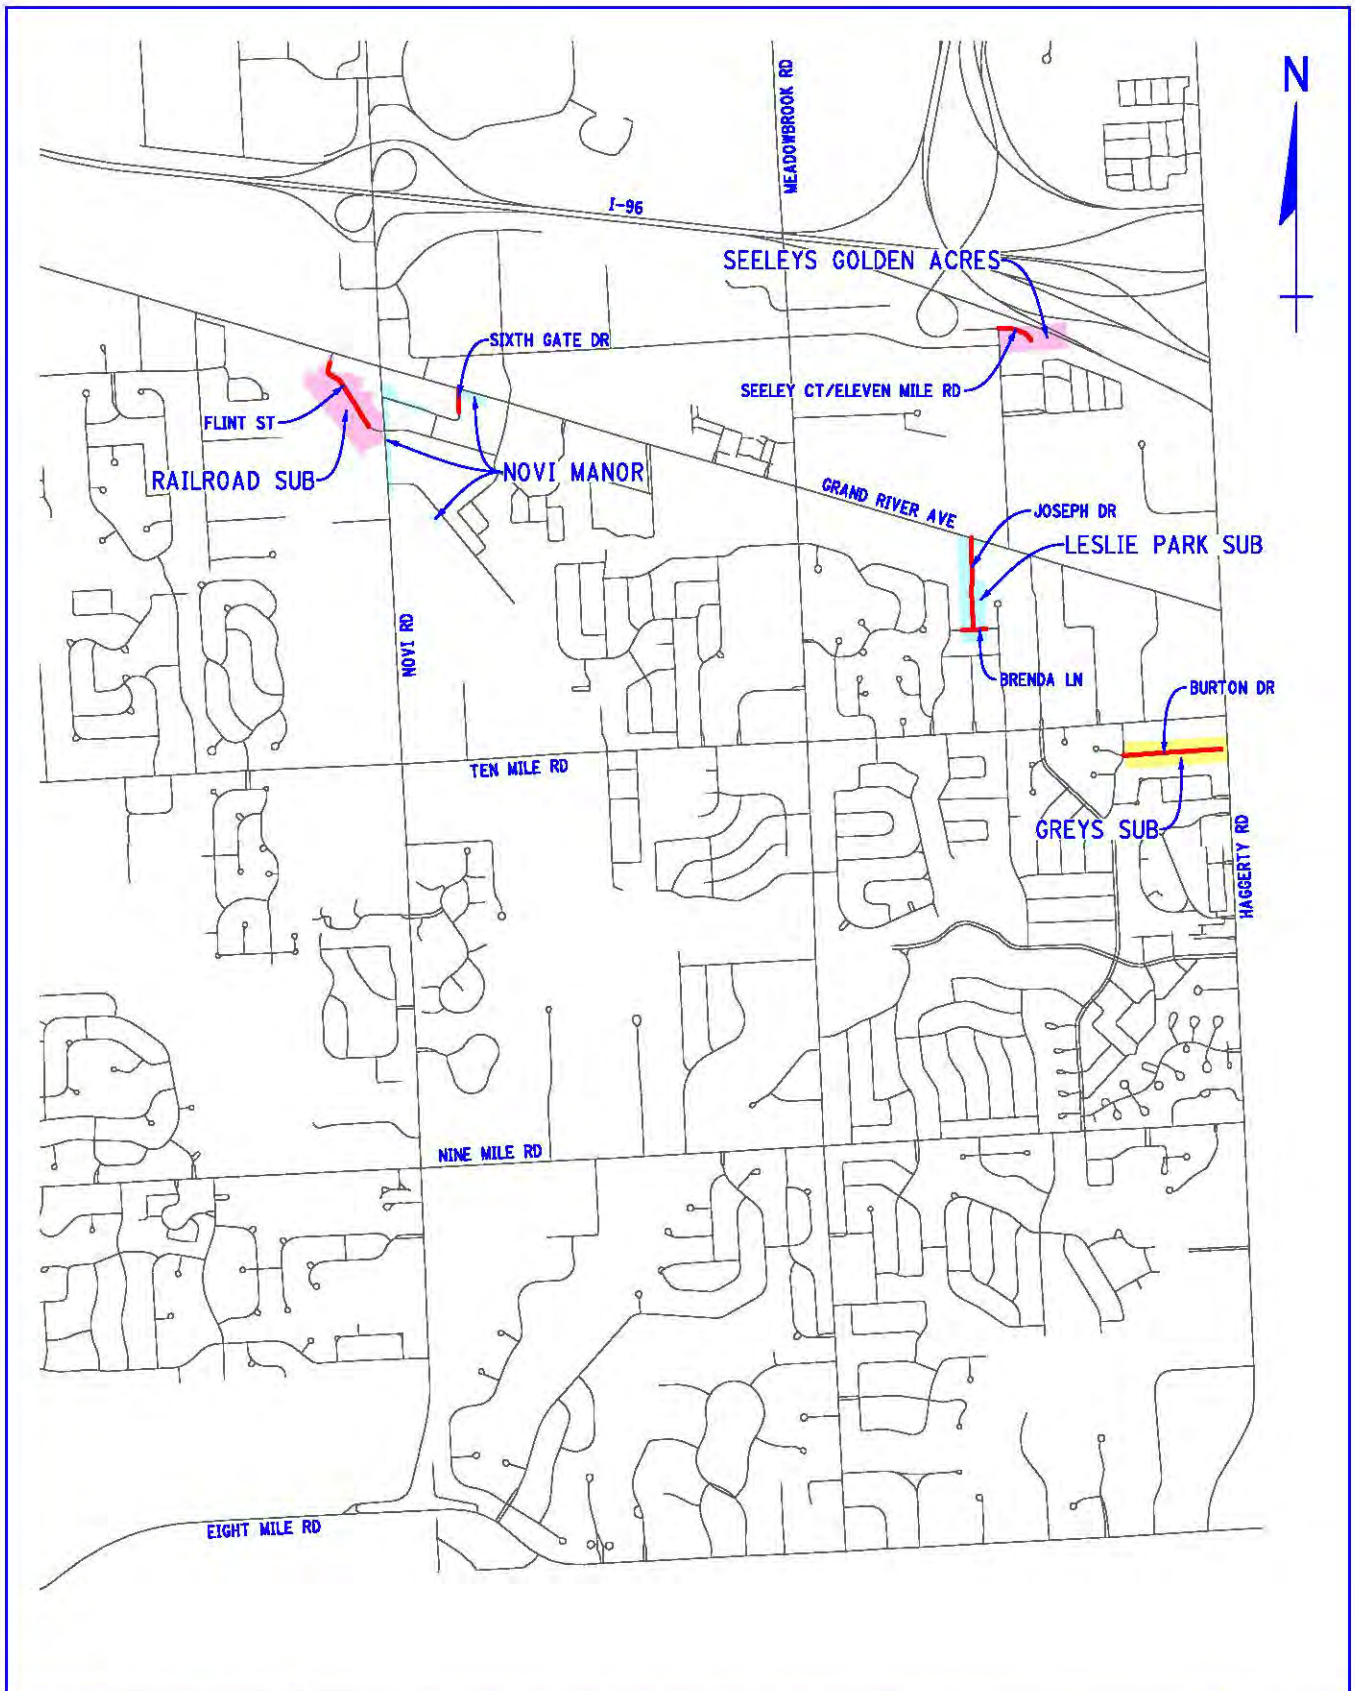 N
MEADOWBROOK RD
I-96
SEELEYS GOLDEN ACRES
SIXTH GATE DR
SEELEY CT/ELEVEN MILE RD
FLINT ST
RAILROAD SUB
NOVI MANOR
GRAND RIVER AVE
JOSEPH DR
LESLIE PARK SUB
NOVI RD
BRENDA LN
BURTON DR
TEN MILE RD
GREYS SUB
HAGGERTY RD
NINE MILE RD
EIGHT MILE RD